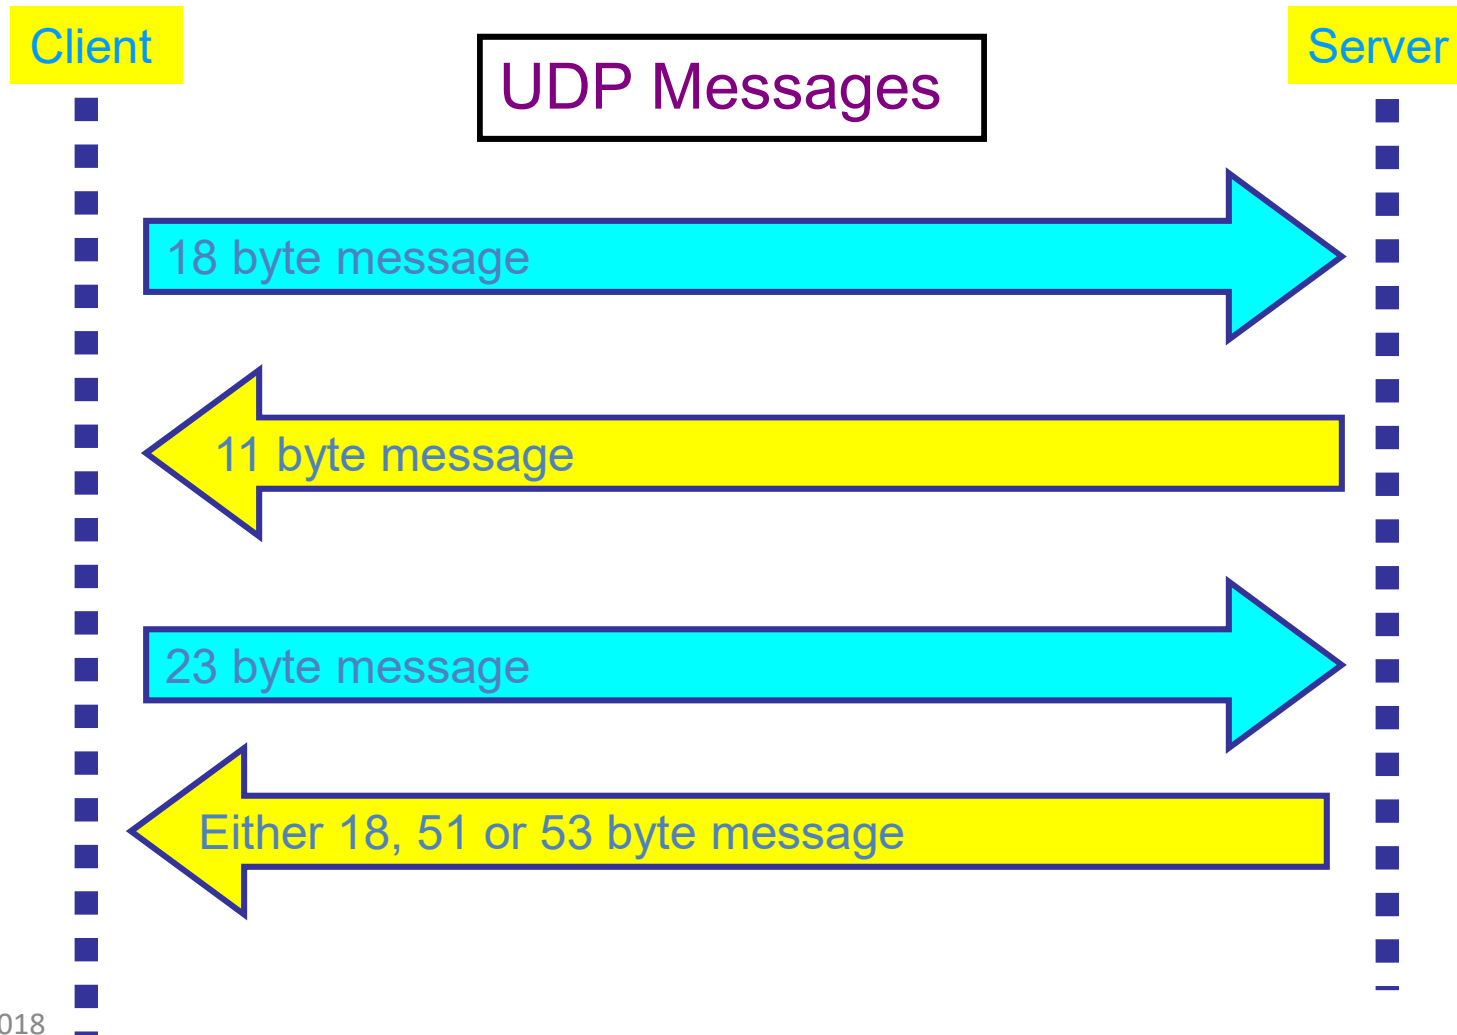 Client
UDP Messages
Server
18 byte message
11 byte message
23 byte message
Either 18, 51 or 53 byte message
018